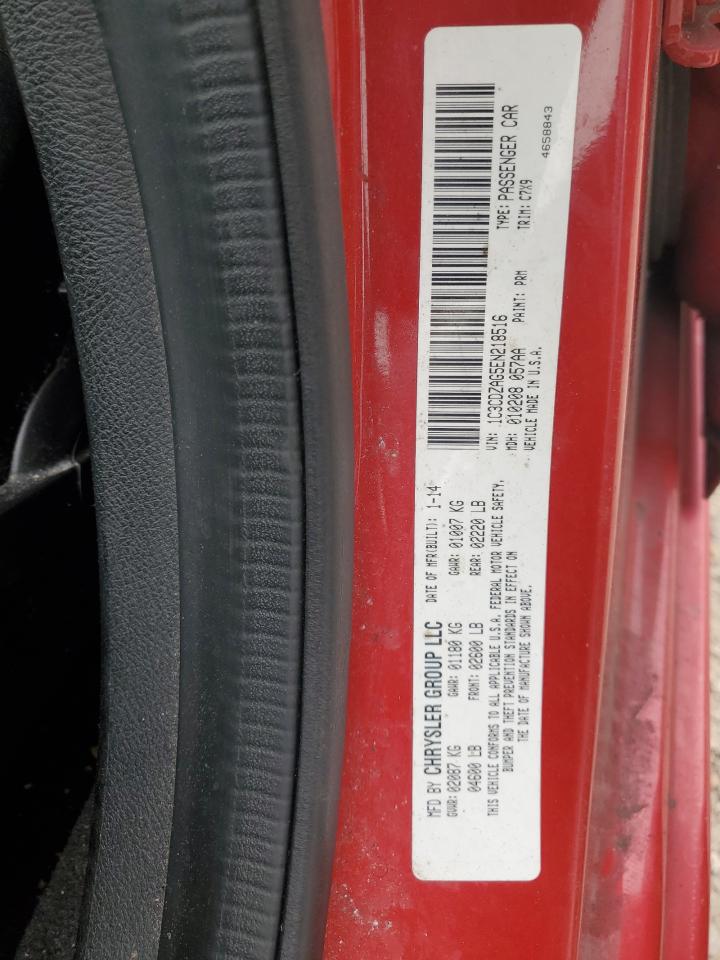 MFD BY CHRYSLER GROUP LLC DATE OF MFR(BUILT): 1-14
GVWR: 02087 KG GAWR: 01180 KG GAWR: 01007 KG
04600 LB FRONT: 02600 LB REAR: 02220 LB
THIS VEHICLE CONFORMS TO ALL APPLICABLE U.S.A. FEDERAL MOTOR VEHICLE SAFETY,
BUMPER AND THEFT PREVENTION STANDARDS IN EFFECT ON
THE DATE OF MANUFACTURE SHOWN ABOVE.
VIN: 1C3CDZAG5EN218516 TYPE: PASSENGER CAR
MDH: 010208 057AA PAINT: PRM TRIM: C7X9
VEHICLE MADE IN U.S.A.
4658843